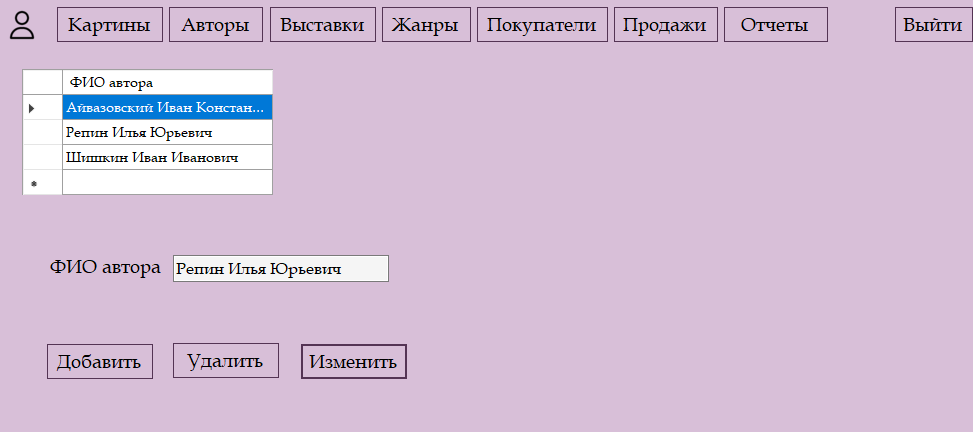 Картины Авторы Выставки Жанры Покупатели Продажи Отчеты Выйти
ФИО автора
Айвазовский Иван Констан...
Репин Илья Юрьевич
Шишкин Иван Иванович
ФИО автора Репин Илья Юрьевич
Добавить Удалить Изменить